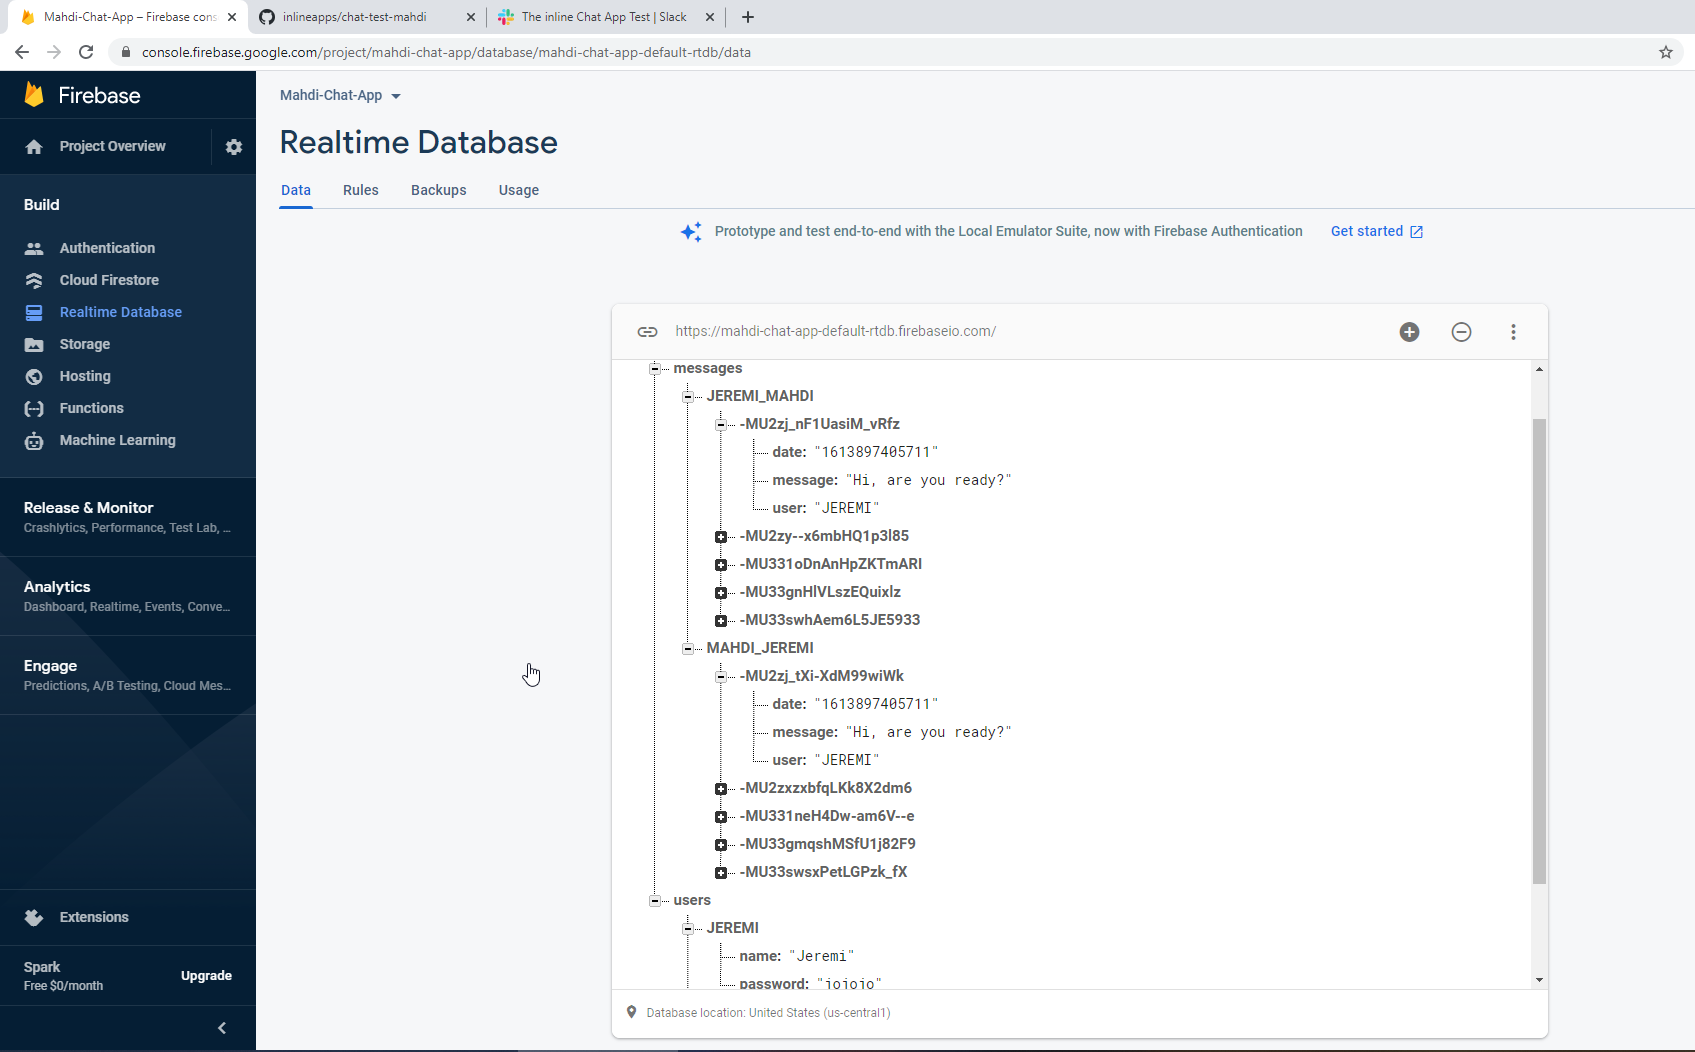 Mahdi-Chat-App – Firebase cons
inlineapps/chat-test-mahdi
The inline Chat App Test | Slack
console.firebase.google.com/project/mahdi-chat-app/database/mahdi-chat-app-default-rtdb/data
Firebase
Project Overview
Build
Authentication
Cloud Firestore
Realtime Database
Storage
Hosting
Functions
Machine Learning
Release & Monitor
Crashlytics, Performance, Test Lab, ...
Analytics
Dashboard, Realtime, Events, Conve...
Engage
Predictions, A/B Testing, Cloud Mes...
Extensions
Spark
Free $0/month
Upgrade
Mahdi-Chat-App
Realtime Database
Data Rules Backups Usage
Prototype and test end-to-end with the Local Emulator Suite, now with Firebase Authentication Get started
https://mahdi-chat-app-default-rtdb.firebaseio.com/
messages
JEREMI_MAHDI
-MU2zj_nF1UasiM_vRfz
date: "1613897405711"
message: "Hi, are you ready?"
user: "JEREMI"
-MU2zy--x6mbHQ1p3l85
-MU331oDnAnHpZKTmARI
-MU33gnHlVLszEQuixlz
-MU33swhAem6L5JE5933
MAHDI_JEREMI
-MU2zj_tXi-XdM99wiWk
date: "1613897405711"
message: "Hi, are you ready?"
user: "JEREMI"
-MU2zxzxbfqLKk8X2dm6
-MU331neH4Dw-am6V--e
-MU33gmqshMSfU1j82F9
-MU33swsxPetLGPzk_fX
users
JEREMI
name: "Jeremi"
password: "jojojo"
Database location: United States (us-central1)